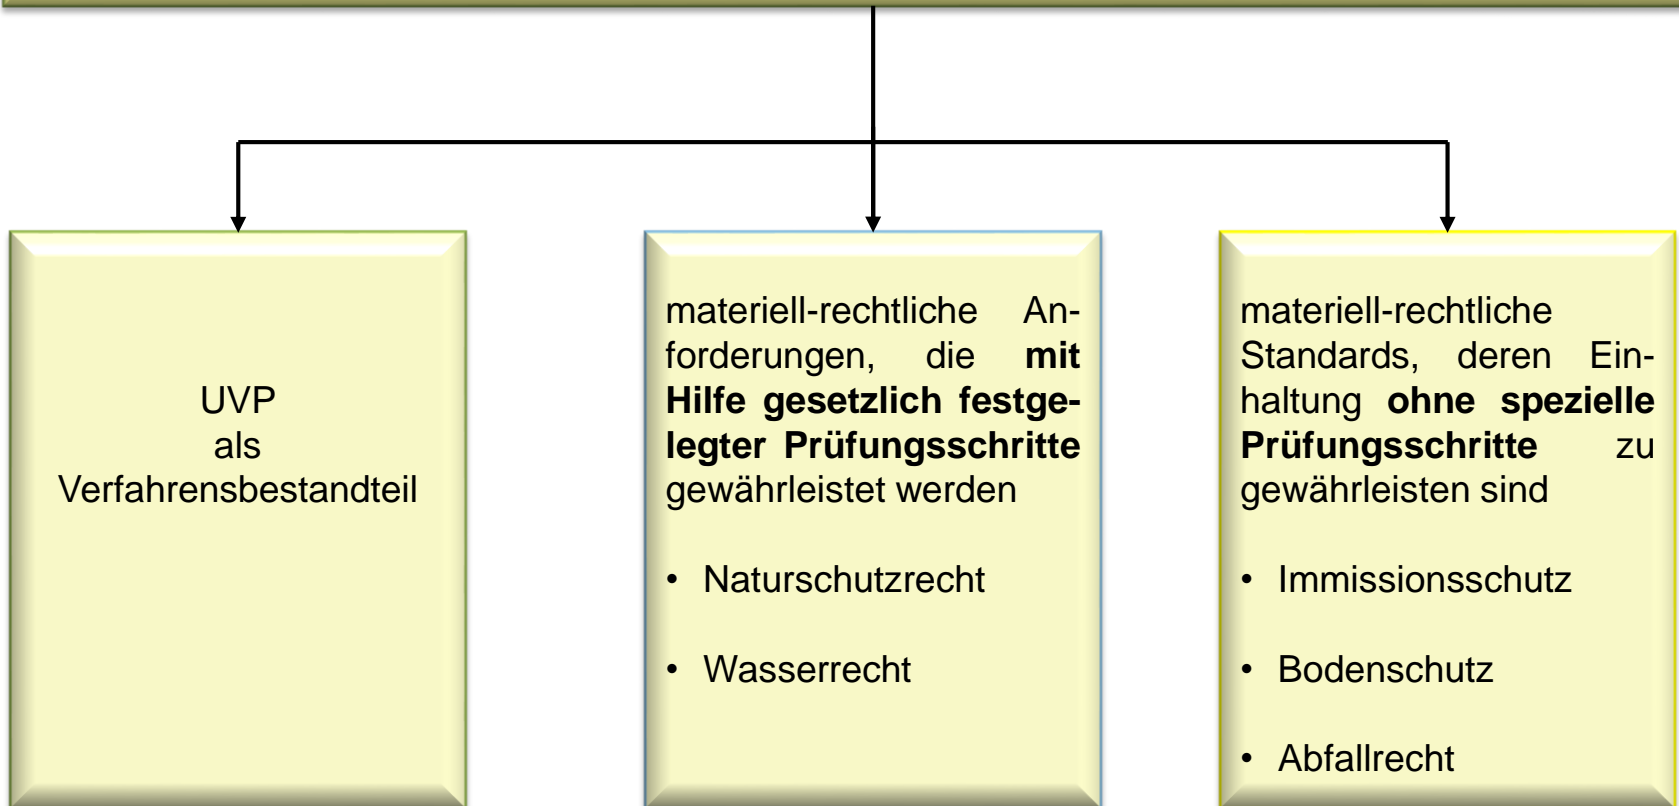 UVP
als
Verfahrensbestandteil
materiell-rechtliche An-
forderungen, die mit
Hilfe gesetzlich festge-
legter Prüfungsschritte
gewährleistet werden
• Naturschutzrecht
• Wasserrecht
materiell-rechtliche
Standards, deren Ein-
haltung ohne spezielle
Prüfungsschritte zu
gewährleisten sind
• Immissionsschutz
• Bodenschutz
• Abfallrecht